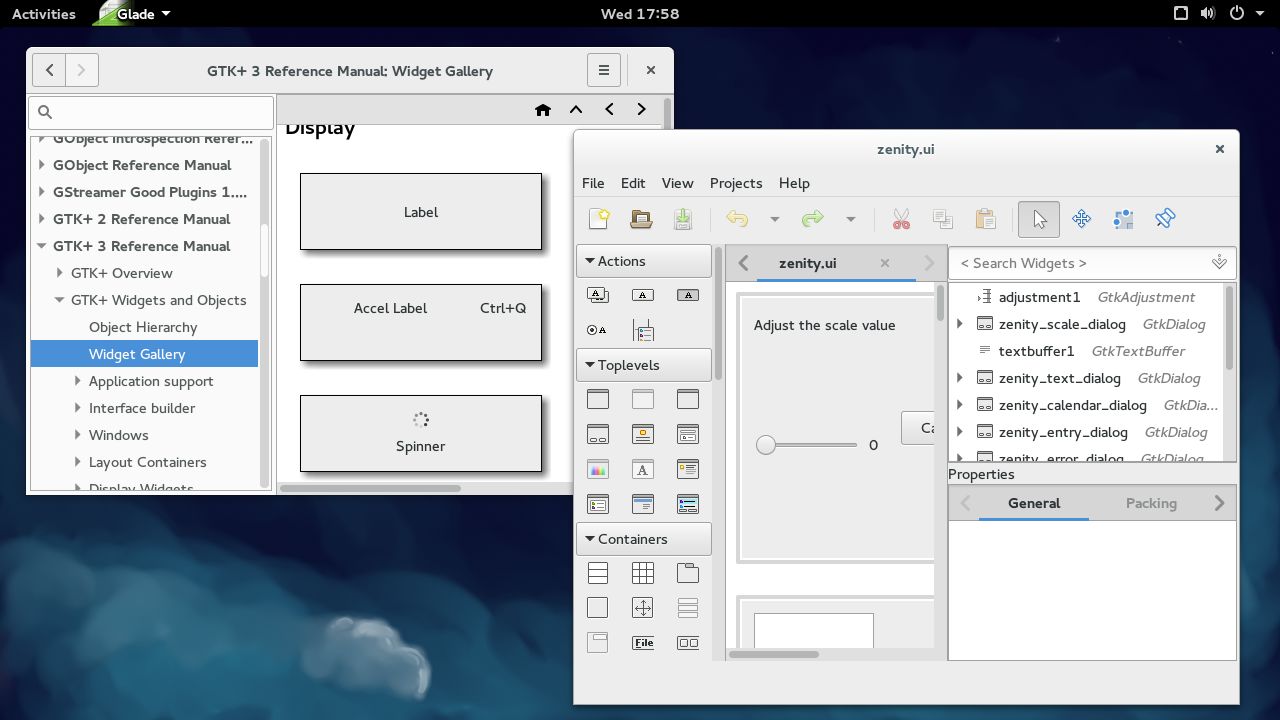 Activities
Glade
Wed 17:58
GTK+ 3 Reference Manual: Widget Gallery
GObject Introspection Refer...
GObject Reference Manual
GStreamer Good Plugins 1....
GTK+ 2 Reference Manual
GTK+ 3 Reference Manual
GTK+ Overview
GTK+ Widgets and Objects
Object Hierarchy
Widget Gallery
Application support
Interface builder
Windows
Layout Containers
Display Widgets
Display
Label
Accel Label Ctrl+Q
Spinner
zenity.ui
File Edit View Projects Help
Actions
Toplevels
Containers
File
zenity.ui
Adjust the scale value
0
Ca
< Search Widgets >
adjustment1 GtkAdjustment
zenity_scale_dialog GtkDialog
textbuffer1 GtkTextBuffer
zenity_text_dialog GtkDialog
zenity_calendar_dialog GtkDia...
zenity_entry_dialog GtkDialog
zenity_error_dialog GtkDialog
Properties
General Packing